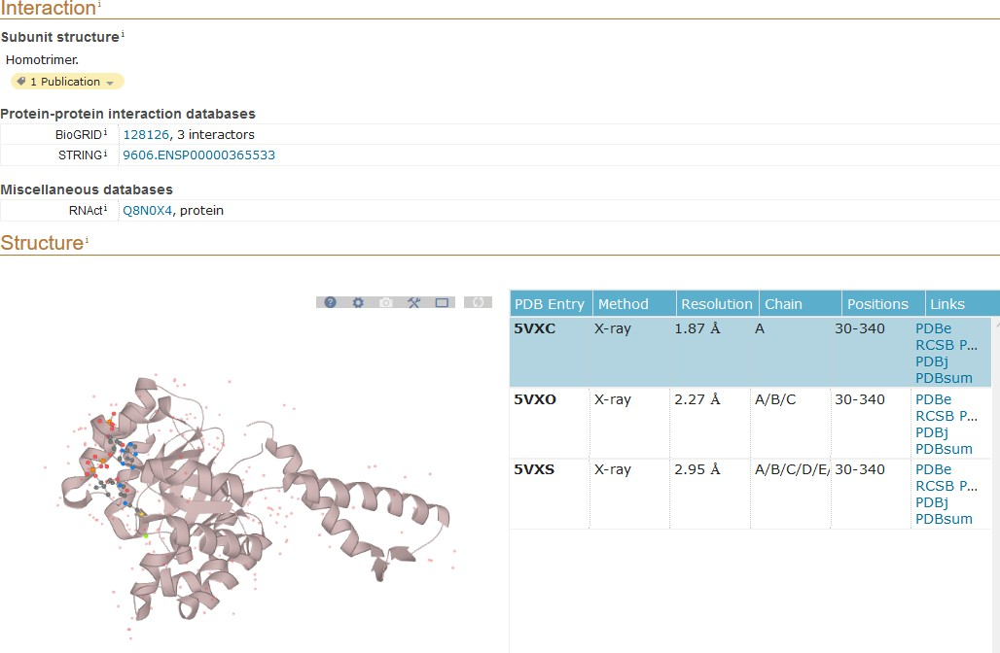 Interaction i
Subunit structure i
Homotrimer.
1 Publication
Protein-protein interaction databases
BioGRID i 128126, 3 interactors
STRING i 9606.ENSP00000365533
Miscellaneous databases
RNAct i Q8N0X4, protein
Structure i
PDB Entry Method Resolution Chain Positions Links
5VXC X-ray 1.87 Å A 30-340 PDBe
RCSB P...
PDBj
PDBsum
5VXO X-ray 2.27 Å A/B/C 30-340 PDBe
RCSB P...
PDBj
PDBsum
5VXS X-ray 2.95 Å A/B/C/D/E/ 30-340 PDBe
RCSB P...
PDBj
PDBsum